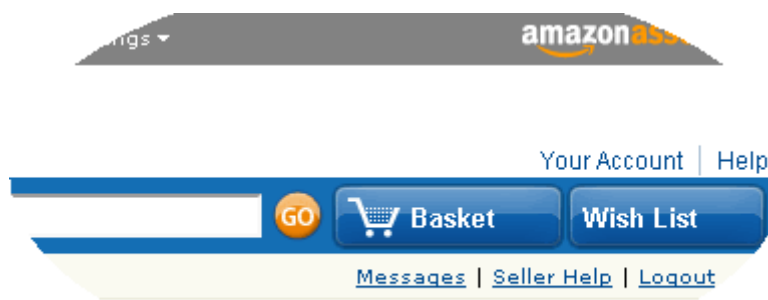 amazon
Your Account | Help
GO Basket Wish List
Messages | Seller Help | Logout